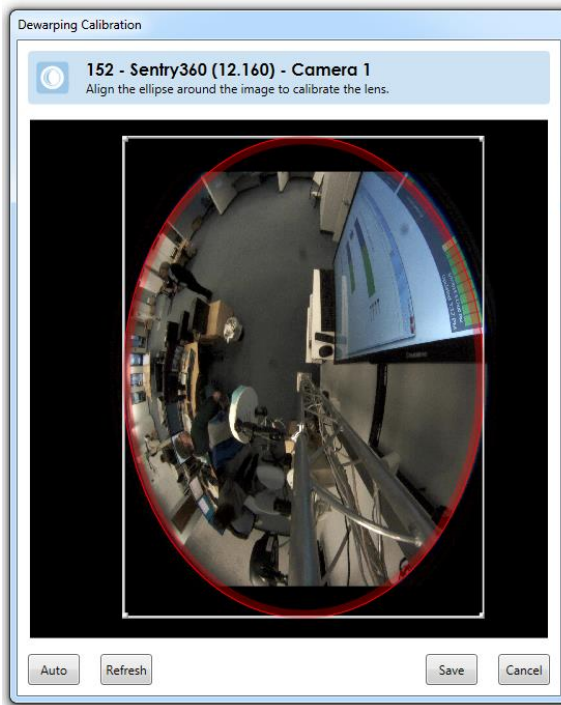 Dewarping Calibration
152 - Sentry360 (12.160) - Camera 1
Align the ellipse around the image to calibrate the lens.
Auto
Refresh
Save
Cancel